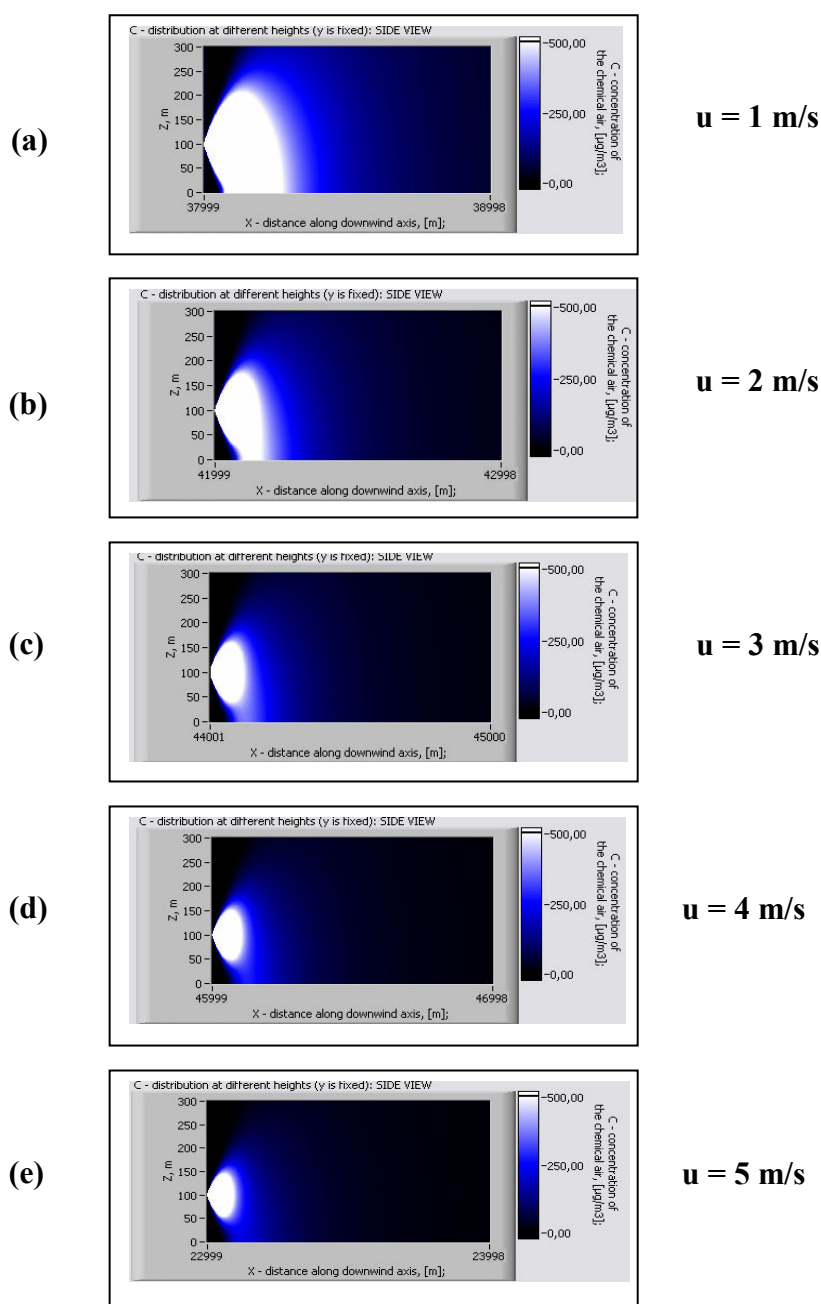 (a)
C - distribution at different heights (y is fixed): SIDE VIEW
300
250
200
150
100
50
0
Z, m
37999
38998
X - distance along downwind axis, [m];
500,00
250,00
0,00
C - concentration of
the chemical air, [µg/m3];
u = 1 m/s
(b)
C - distribution at different heights (y is fixed): SIDE VIEW
300
250
200
150
100
50
0
Z, m
41999
42998
X - distance along downwind axis, [m];
500,00
250,00
0,00
C - concentration of
the chemical air, [µg/m3];
u = 2 m/s
(c)
C - distribution at different heights (y is fixed): SIDE VIEW
300
250
200
150
100
50
0
Z, m
44001
45000
X - distance along downwind axis, [m];
500,00
250,00
0,00
C - concentration of
the chemical air, [µg/m3];
u = 3 m/s
(d)
C - distribution at different heights (y is fixed): SIDE VIEW
300
250
200
150
100
50
0
Z, m
45999
46998
X - distance along downwind axis, [m];
500,00
250,00
0,00
C - concentration of
the chemical air, [µg/m3];
u = 4 m/s
(e)
C - distribution at different heights (y is fixed): SIDE VIEW
300
250
200
150
100
50
0
Z, m
22999
23998
X - distance along downwind axis, [m];
500,00
250,00
0,00
C - concentration of
the chemical air, [µg/m3];
u = 5 m/s